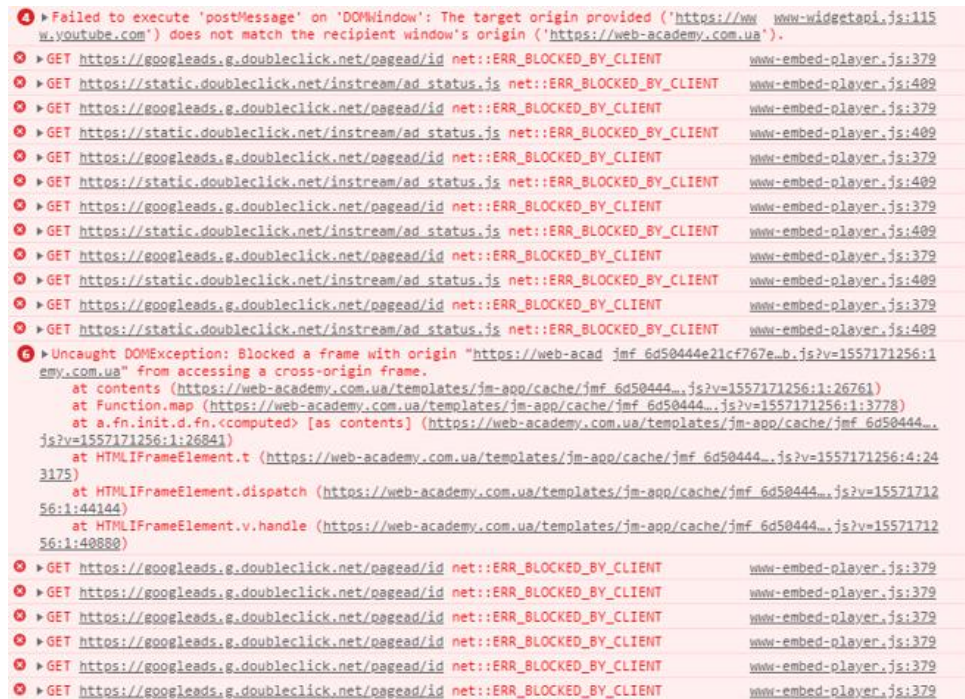 4 ▶Failed to execute 'postMessage' on 'DOMWindow': The target origin provided ('https://ww www-widgetapi.js:115
w.youtube.com') does not match the recipient window's origin ('https://web-academy.com.ua').
▶GET https://googleads.g.doubleclick.net/pagead/id net::ERR_BLOCKED_BY_CLIENT www-embed-player.js:379
▶GET https://static.doubleclick.net/instream/ad_status.js net::ERR_BLOCKED_BY_CLIENT www-embed-player.js:409
▶GET https://googleads.g.doubleclick.net/pagead/id net::ERR_BLOCKED_BY_CLIENT www-embed-player.js:379
▶GET https://static.doubleclick.net/instream/ad_status.js net::ERR_BLOCKED_BY_CLIENT www-embed-player.js:409
▶GET https://googleads.g.doubleclick.net/pagead/id net::ERR_BLOCKED_BY_CLIENT www-embed-player.js:379
▶GET https://static.doubleclick.net/instream/ad_status.js net::ERR_BLOCKED_BY_CLIENT www-embed-player.js:409
▶GET https://googleads.g.doubleclick.net/pagead/id net::ERR_BLOCKED_BY_CLIENT www-embed-player.js:379
▶GET https://static.doubleclick.net/instream/ad_status.js net::ERR_BLOCKED_BY_CLIENT www-embed-player.js:409
▶GET https://googleads.g.doubleclick.net/pagead/id net::ERR_BLOCKED_BY_CLIENT www-embed-player.js:379
▶GET https://static.doubleclick.net/instream/ad_status.js net::ERR_BLOCKED_BY_CLIENT www-embed-player.js:409
▶GET https://googleads.g.doubleclick.net/pagead/id net::ERR_BLOCKED_BY_CLIENT www-embed-player.js:379
▶GET https://static.doubleclick.net/instream/ad_status.js net::ERR_BLOCKED_BY_CLIENT www-embed-player.js:409
6 ▶Uncaught DOMException: Blocked a frame with origin "https://web-acad jmf_6d50444e21cf767e…b.js?v=1557171256:1
emy.com.ua" from accessing a cross-origin frame.
at contents (https://web-academy.com.ua/templates/jm-app/cache/jmf_6d50444….js?v=1557171256:1:26761)
at Function.map (https://web-academy.com.ua/templates/jm-app/cache/jmf_6d50444….js?v=1557171256:1:3778)
at a.fn.init.d.fn.<computed> [as contents] (https://web-academy.com.ua/templates/jm-app/cache/jmf_6d50444….
js?v=1557171256:1:26841)
at HTMLIFrameElement.t (https://web-academy.com.ua/templates/jm-app/cache/jmf_6d50444….js?v=1557171256:4:24
3175)
at HTMLIFrameElement.dispatch (https://web-academy.com.ua/templates/jm-app/cache/jmf_6d50444….js?v=15571712
56:1:44144)
at HTMLIFrameElement.v.handle (https://web-academy.com.ua/templates/jm-app/cache/jmf_6d50444….js?v=15571712
56:1:40880)
▶GET https://googleads.g.doubleclick.net/pagead/id net::ERR_BLOCKED_BY_CLIENT www-embed-player.js:379
▶GET https://googleads.g.doubleclick.net/pagead/id net::ERR_BLOCKED_BY_CLIENT www-embed-player.js:379
▶GET https://googleads.g.doubleclick.net/pagead/id net::ERR_BLOCKED_BY_CLIENT www-embed-player.js:379
▶GET https://googleads.g.doubleclick.net/pagead/id net::ERR_BLOCKED_BY_CLIENT www-embed-player.js:379
▶GET https://googleads.g.doubleclick.net/pagead/id net::ERR_BLOCKED_BY_CLIENT www-embed-player.js:379
▶GET https://googleads.g.doubleclick.net/pagead/id net::ERR_BLOCKED_BY_CLIENT www-embed-player.js:379